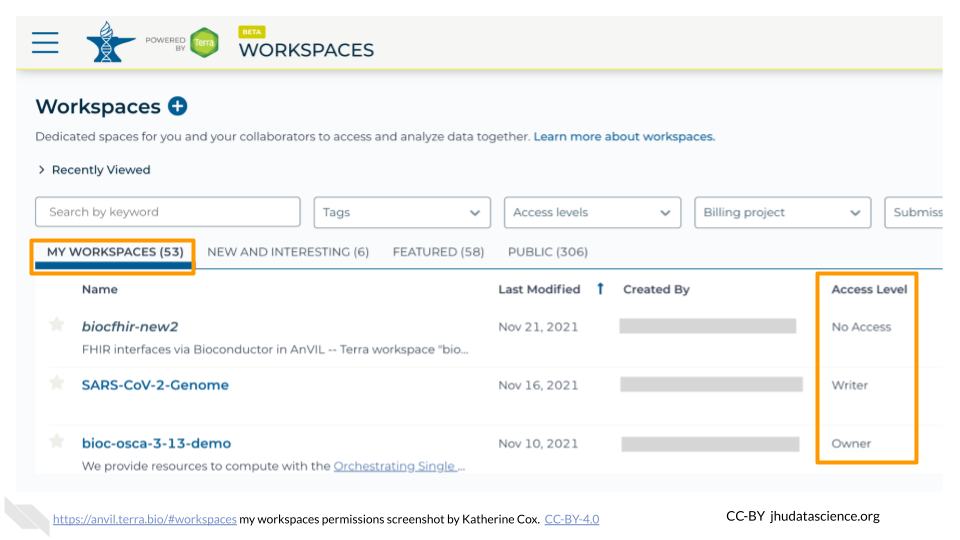 POWERED BY
Terra
BETA
WORKSPACES
Workspaces
Dedicated spaces for you and your collaborators to access and analyze data together. Learn more about workspaces.
Recently Viewed
Search by keyword
Tags
Access levels
Billing project
Submiss
MY WORKSPACES (53) NEW AND INTERESTING (6) FEATURED (58) PUBLIC (306)
Name Last Modified Created By Access Level
biocfhir-new2 Nov 21, 2021 No Access
FHIR interfaces via Bioconductor in AnVIL -- Terra workspace "bio...
SARS-CoV-2-Genome Nov 16, 2021 Writer
bioc-osca-3-13-demo Nov 10, 2021 Owner
We provide resources to compute with the Orchestrating Single ...
https://anvil.terra.bio/#workspaces my workspaces permissions screenshot by Katherine Cox. CC-BY-4.0
CC-BY jhudatascience.org